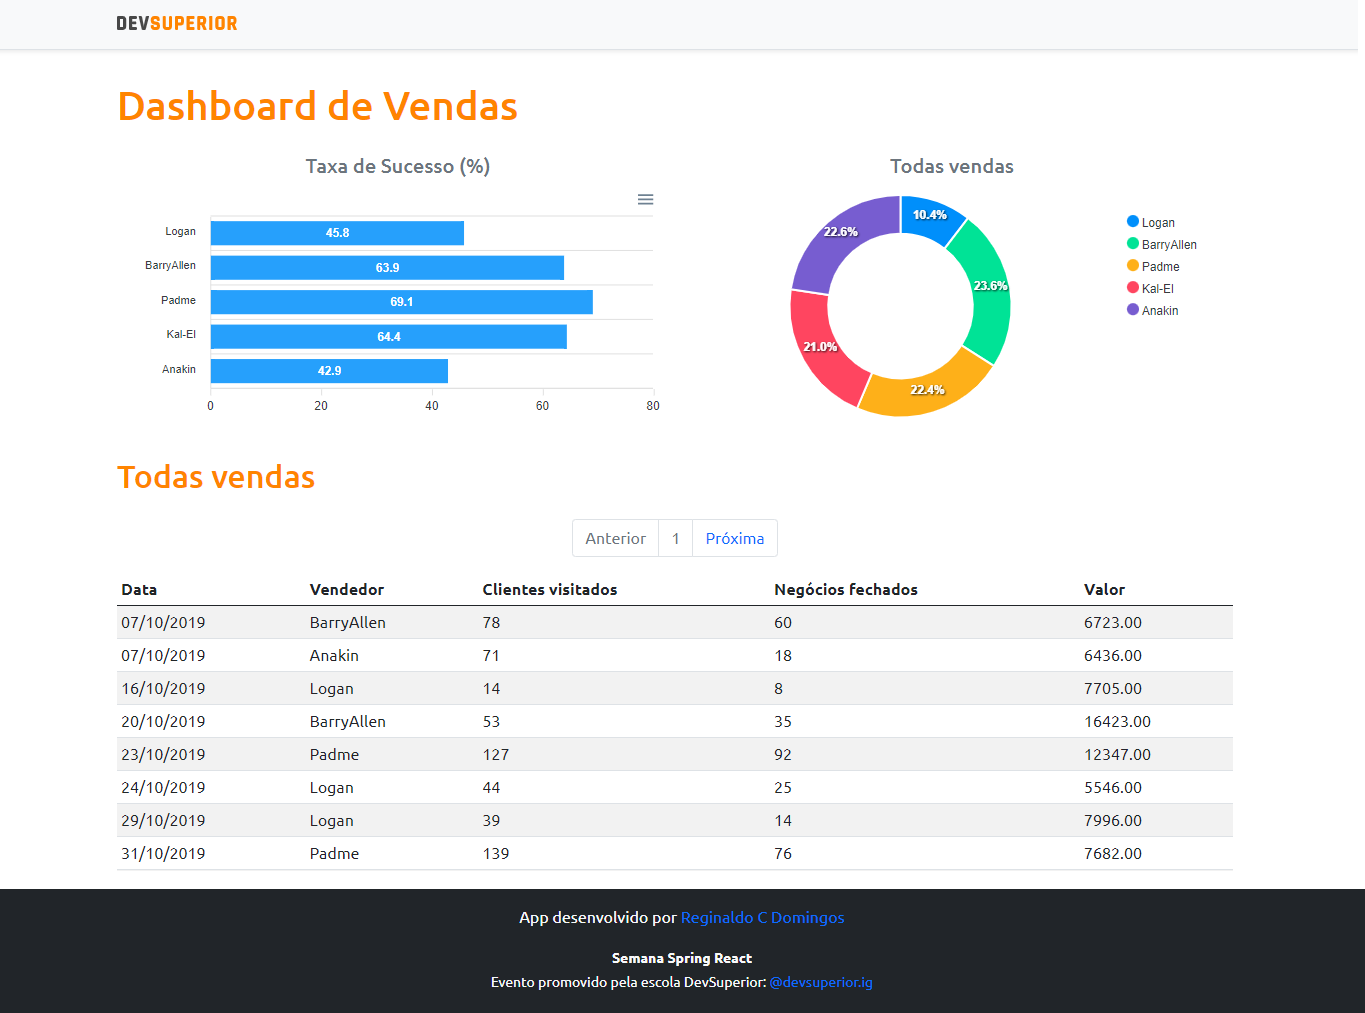 DEVSUPERIOR
Dashboard de Vendas
Taxa de Sucesso (%)
Logan 45.8
BarryAllen 63.9
Padme 69.1
Kal-El 64.4
Anakin 42.9
0 20 40 60 80
Todas vendas
10.4%
23.6%
22.4%
21.0%
22.6%
Logan
BarryAllen
Padme
Kal-El
Anakin
Todas vendas
Anterior 1 Próxima
Data Vendedor Clientes visitados Negócios fechados Valor
07/10/2019 BarryAllen 78 60 6723.00
07/10/2019 Anakin 71 18 6436.00
16/10/2019 Logan 14 8 7705.00
20/10/2019 BarryAllen 53 35 16423.00
23/10/2019 Padme 127 92 12347.00
24/10/2019 Logan 44 25 5546.00
29/10/2019 Logan 39 14 7996.00
31/10/2019 Padme 139 76 7682.00
App desenvolvido por Reginaldo C Domingos
Semana Spring React
Evento promovido pela escola DevSuperior: @devsuperior.ig